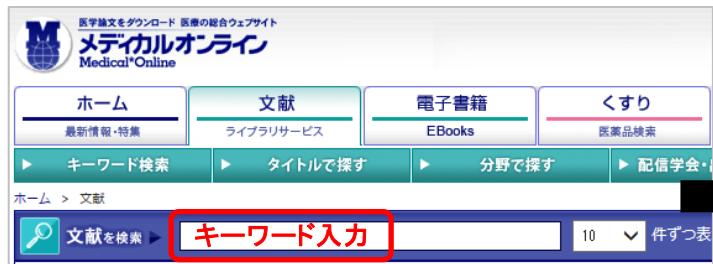 医学論文をダウンロード 医療の総合ウェブサイト
メディカルオンライン
Medical*Online
ホーム 文献 電子書籍 くすり
最新情報・特集 ライブラリサービス EBooks 医薬品検索
キーワード検索 タイトルで探す 分野で探す 配信学会・
ホーム > 文献
文献を検索 キーワード入力 10 件ずつ表